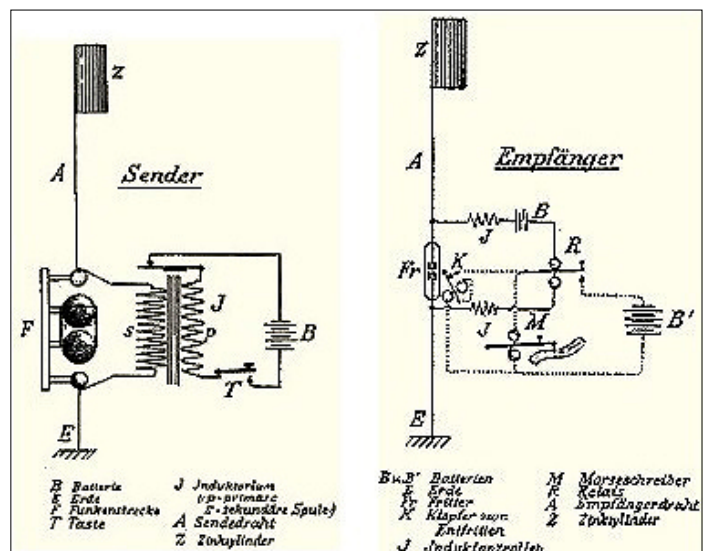 Z
A
Sender
F
s
J
p
B
T
E
B Batterie
E Erde
F Funkenstrecke
T Taste
J Induktorium
(p-primäre
s-sekundäre Spule)
A Sendedraht
Z Zinkzylinder
Z
A
Empfänger
J
B
R
Fr
K
J
M
B'
E
B u. B' Batterien
E Erde
Fr Fritter
K Klopfer zum
Entfritten
J Induktanzrollen
M Morseschreiber
R Relais
A Empfängerdraht
Z Zinkzylinder